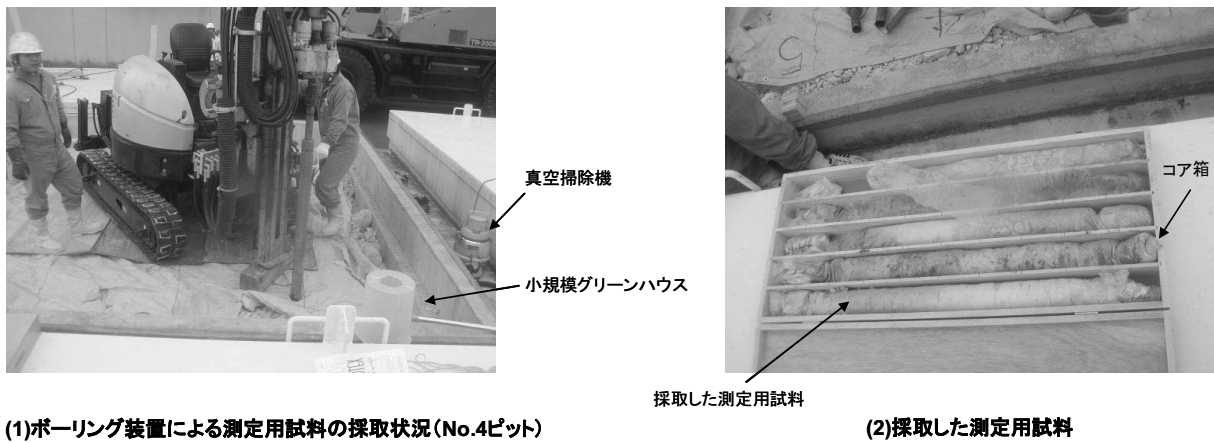 真空掃除機
小規模グリーンハウス
(1)ボーリング装置による測定用試料の採取状況(No.4ピット)
コア箱
採取した測定用試料
(2)採取した測定用試料